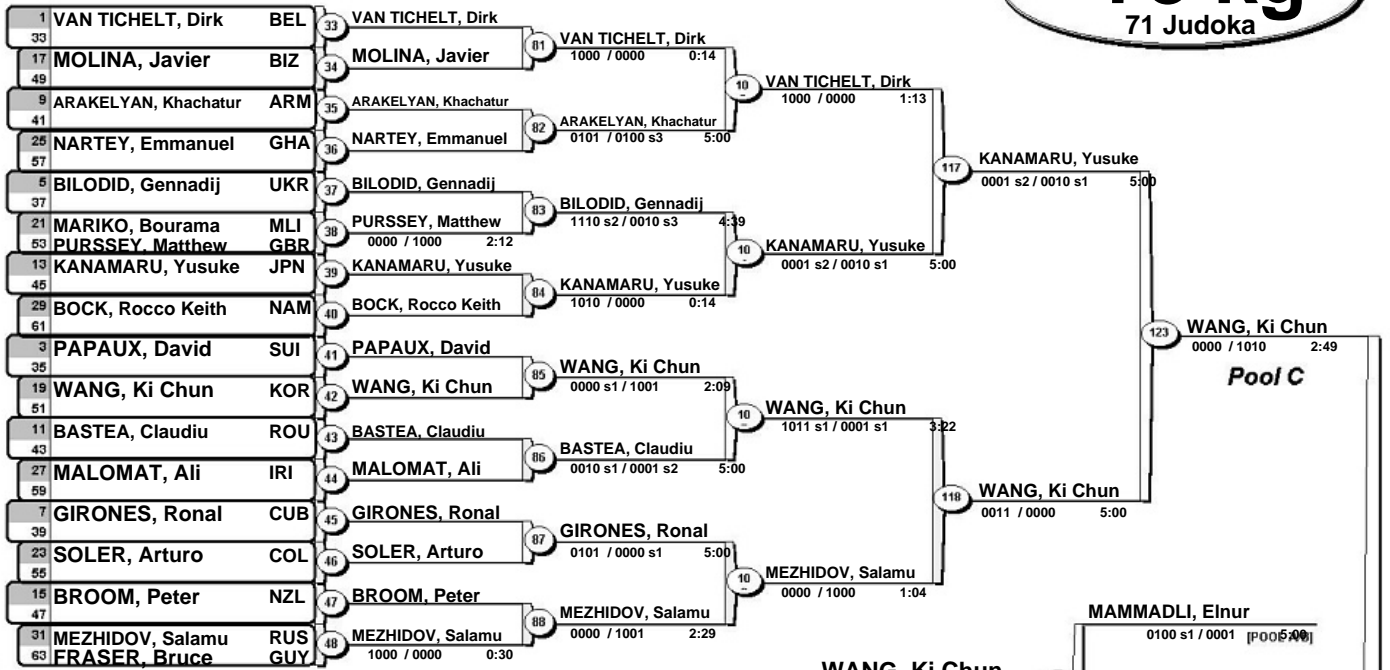 71 Judoka
1 VAN TICHELT, Dirk BEL
33
17 MOLINA, Javier BIZ
49
9 ARAKELYAN, Khachatur ARM
41
25 NARTEY, Emmanuel GHA
57
5 BILODID, Gennadij UKR
37
21 MARIKO, Bourama MLI
53 PURSSEY, Matthew GBR
13 KANAMARU, Yusuke JPN
45
29 BOCK, Rocco Keith NAM
61
3 PAPAUX, David SUI
35
19 WANG, Ki Chun KOR
51
11 BASTEA, Claudiu ROU
43
27 MALOMAT, Ali IRI
59
7 GIRONES, Ronal CUB
39
23 SOLER, Arturo COL
55
15 BROOM, Peter NZL
47
31 MEZHIDOV, Salamu RUS
63 FRASER, Bruce GUY
33 VAN TICHELT, Dirk
34 MOLINA, Javier
35 ARAKELYAN, Khachatur
36 NARTEY, Emmanuel
37 BILODID, Gennadij
38 PURSSEY, Matthew
0000 / 1000 2:12
39 KANAMARU, Yusuke
40 BOCK, Rocco Keith
41 PAPAUX, David
42 WANG, Ki Chun
43 BASTEA, Claudiu
44 MALOMAT, Ali
45 GIRONES, Ronal
46 SOLER, Arturo
47 BROOM, Peter
48 MEZHIDOV, Salamu
1000 / 0000 0:30
81 VAN TICHELT, Dirk
1000 / 0000 0:14
82 ARAKELYAN, Khachatur
0101 / 0100 s3 5:00
83 BILODID, Gennadij
1110 s2 / 0010 s3 4:39
84 KANAMARU, Yusuke
1010 / 0000 0:14
85 WANG, Ki Chun
0000 s1 / 1001 2:09
86 BASTEA, Claudiu
0010 s1 / 0001 s2 5:00
87 GIRONES, Ronal
0101 / 0000 s1 5:00
88 MEZHIDOV, Salamu
0000 / 1001 2:29
10 VAN TICHELT, Dirk
1000 / 0000 1:13
10 KANAMARU, Yusuke
0001 s2 / 0010 s1 5:00
10 WANG, Ki Chun
1011 s1 / 0001 s1 3:22
10 MEZHIDOV, Salamu
0000 / 1000 1:04
117 KANAMARU, Yusuke
0001 s2 / 0010 s1 5:00
118 WANG, Ki Chun
0011 / 0000 5:00
123 WANG, Ki Chun
0000 / 1010 2:49
Pool C
MAMMADLI, Elnur
0100 s1 / 0001 5:00